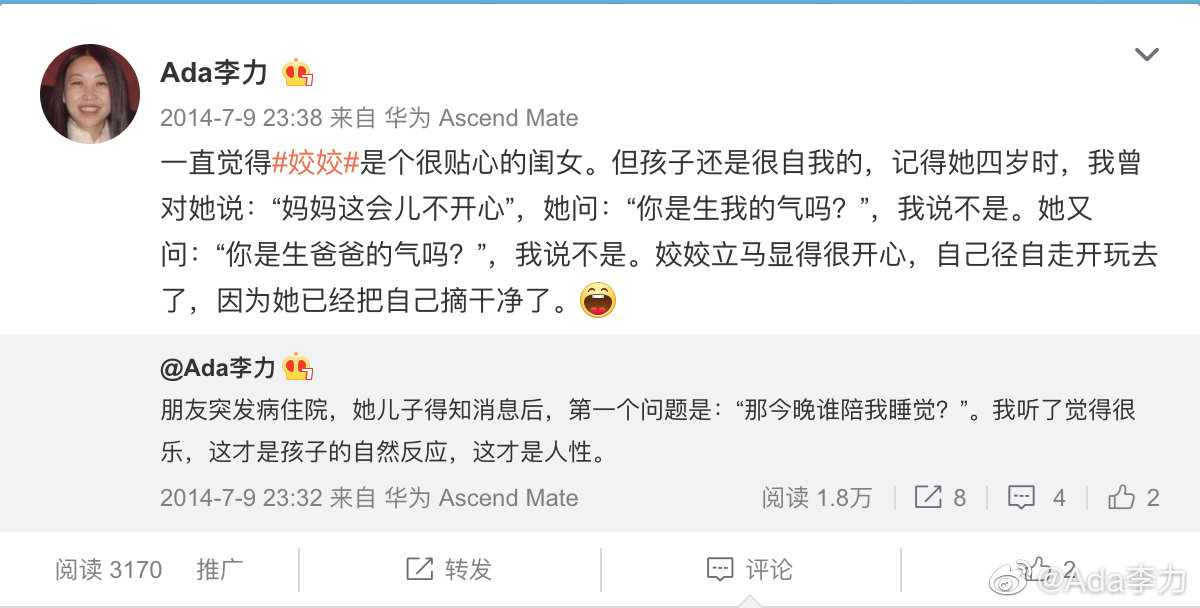 Ada李力
2014-7-9 23:38 来自 华为 Ascend Mate
一直觉得#姣姣#是个很贴心的闺女。但孩子还是很自我的，记得她四岁时，我曾
对她说：“妈妈这会儿不开心”，她问：“你是生我的气吗？”，我说不是。她又
问：“你是生爸爸的气吗？”，我说不是。姣姣立马显得很开心，自己径自走开玩去
了，因为她已经把自己摘干净了。
@Ada李力
朋友突发病住院，她儿子得知消息后，第一个问题是：“那今晚谁陪我睡觉？”。我听了觉得很
乐，这才是孩子的自然反应，这才是人性。
2014-7-9 23:32 来自 华为 Ascend Mate 阅读 1.8万 8 4 2
阅读 3170 推广 转发 评论 2
@Ada李力